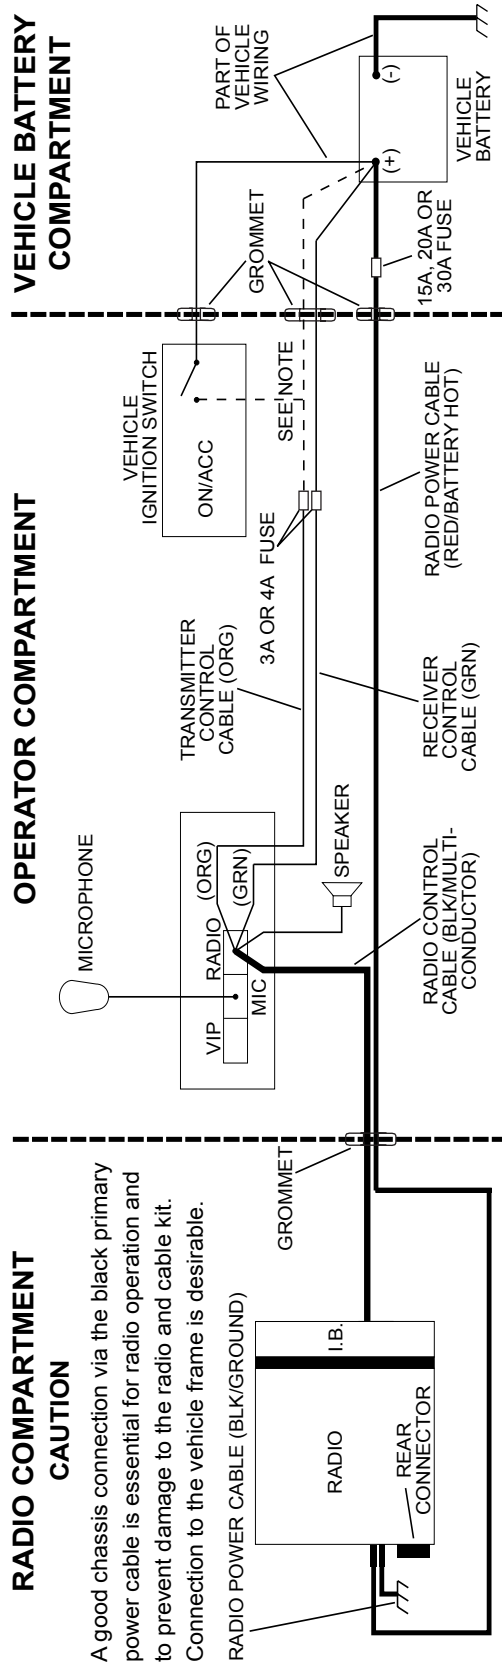 RADIO COMPARTMENT
CAUTION
A good chassis connection via the black primary
power cable is essential for radio operation and
to prevent damage to the radio and cable kit.
Connection to the vehicle frame is desirable.
RADIO POWER CABLE (BLK/GROUND)
RADIO
I.B.
REAR
CONNECTOR
GROMMET
OPERATOR COMPARTMENT
MICROPHONE
VIP
MIC
RADIO
(ORG)
(GRN)
SPEAKER
RADIO CONTROL
CABLE (BLK/MULTI-
CONDUCTOR)
TRANSMITTER
CONTROL
CABLE (ORG)
RECEIVER
CONTROL
CABLE (GRN)
3A OR 4A FUSE
VEHICLE
IGNITION SWITCH
ON/ACC
SEE NOTE
RADIO POWER CABLE
(RED/BATTERY HOT)
VEHICLE BATTERY
COMPARTMENT
GROMMET
PART OF
VEHICLE
WIRING
15A, 20A OR
30A FUSE
(+)
(-)
VEHICLE
BATTERY